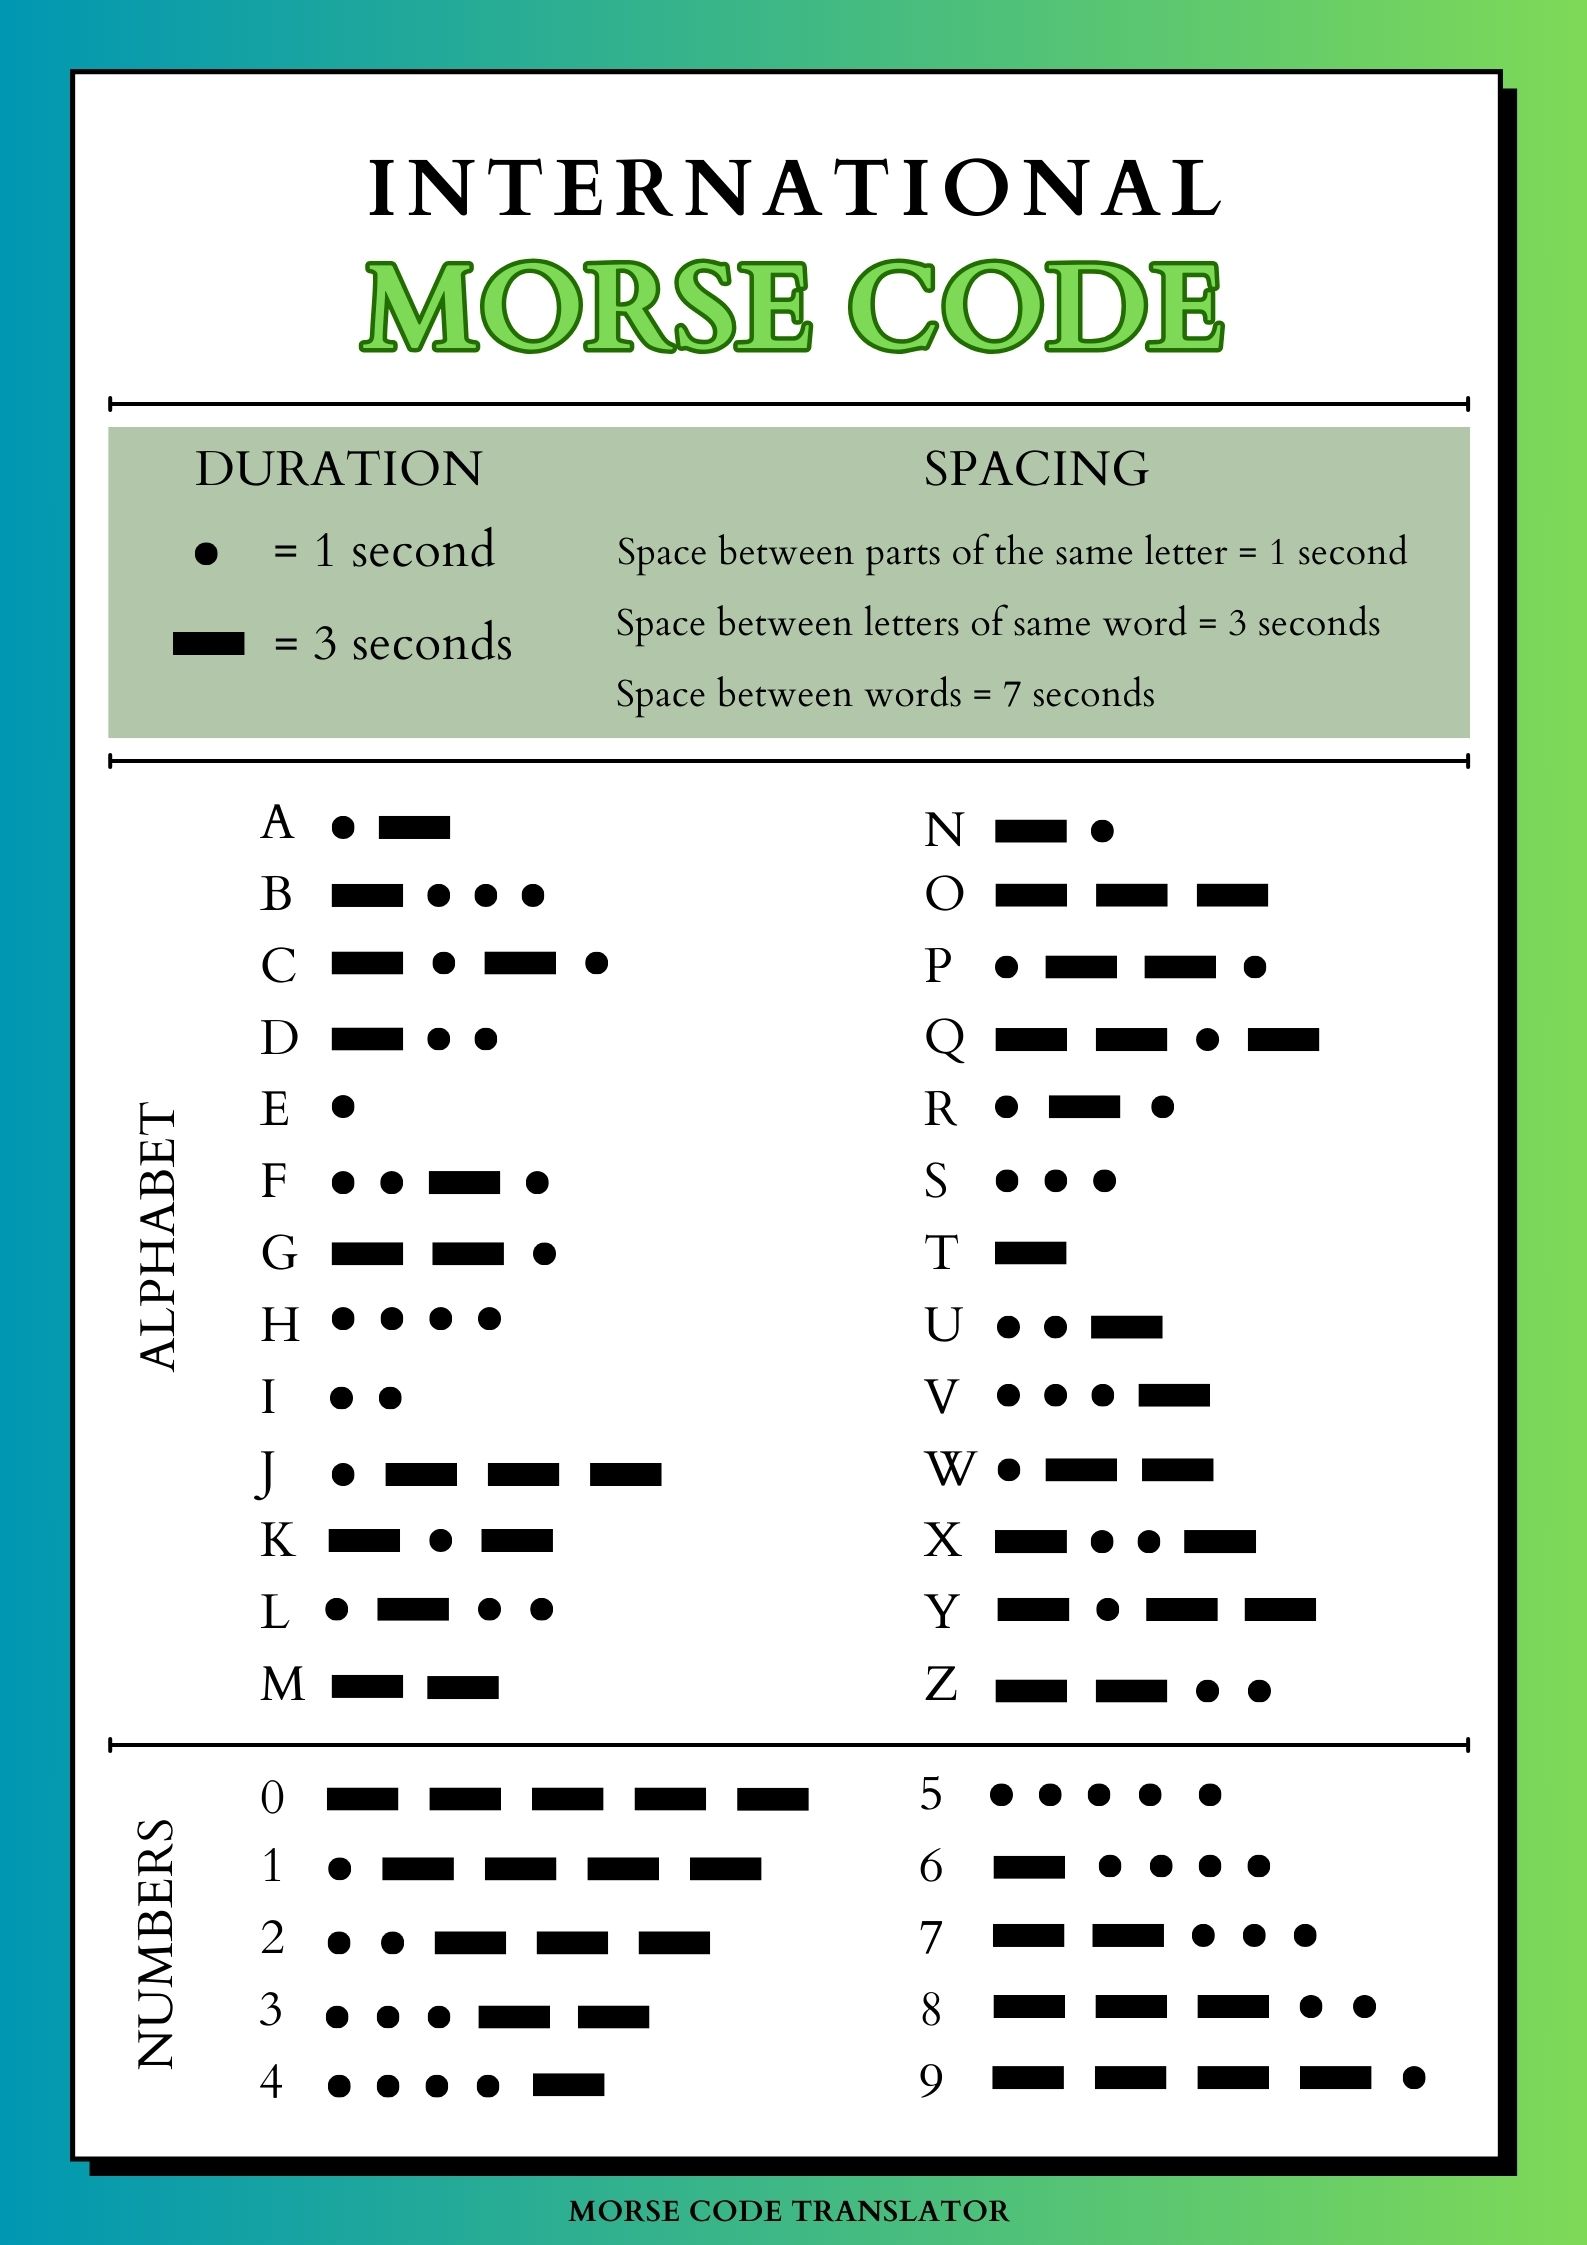 INTERNATIONAL
MORSE CODE
DURATION
● = 1 second
▬ = 3 seconds
SPACING
Space between parts of the same letter = 1 second
Space between letters of same word = 3 seconds
Space between words = 7 seconds
ALPHABET
A ● ▬
B ▬ ● ● ●
C ▬ ● ▬ ●
D ▬ ● ●
E ●
F ● ● ▬ ●
G ▬ ▬ ●
H ● ● ● ●
I ● ●
J ● ▬ ▬ ▬
K ▬ ● ▬
L ● ▬ ● ●
M ▬ ▬
N ▬ ●
O ▬ ▬ ▬
P ● ▬ ▬ ●
Q ▬ ▬ ● ▬
R ● ▬ ●
S ● ● ●
T ▬
U ● ● ▬
V ● ● ● ▬
W ● ▬ ▬
X ▬ ● ● ▬
Y ▬ ● ▬ ▬
Z ▬ ▬ ● ●
NUMBERS
0 ▬ ▬ ▬ ▬ ▬
1 ● ▬ ▬ ▬ ▬
2 ● ● ▬ ▬ ▬
3 ● ● ● ▬ ▬
4 ● ● ● ● ▬
5 ● ● ● ● ●
6 ▬ ● ● ● ●
7 ▬ ▬ ● ● ●
8 ▬ ▬ ▬ ● ●
9 ▬ ▬ ▬ ▬ ●
MORSE CODE TRANSLATOR